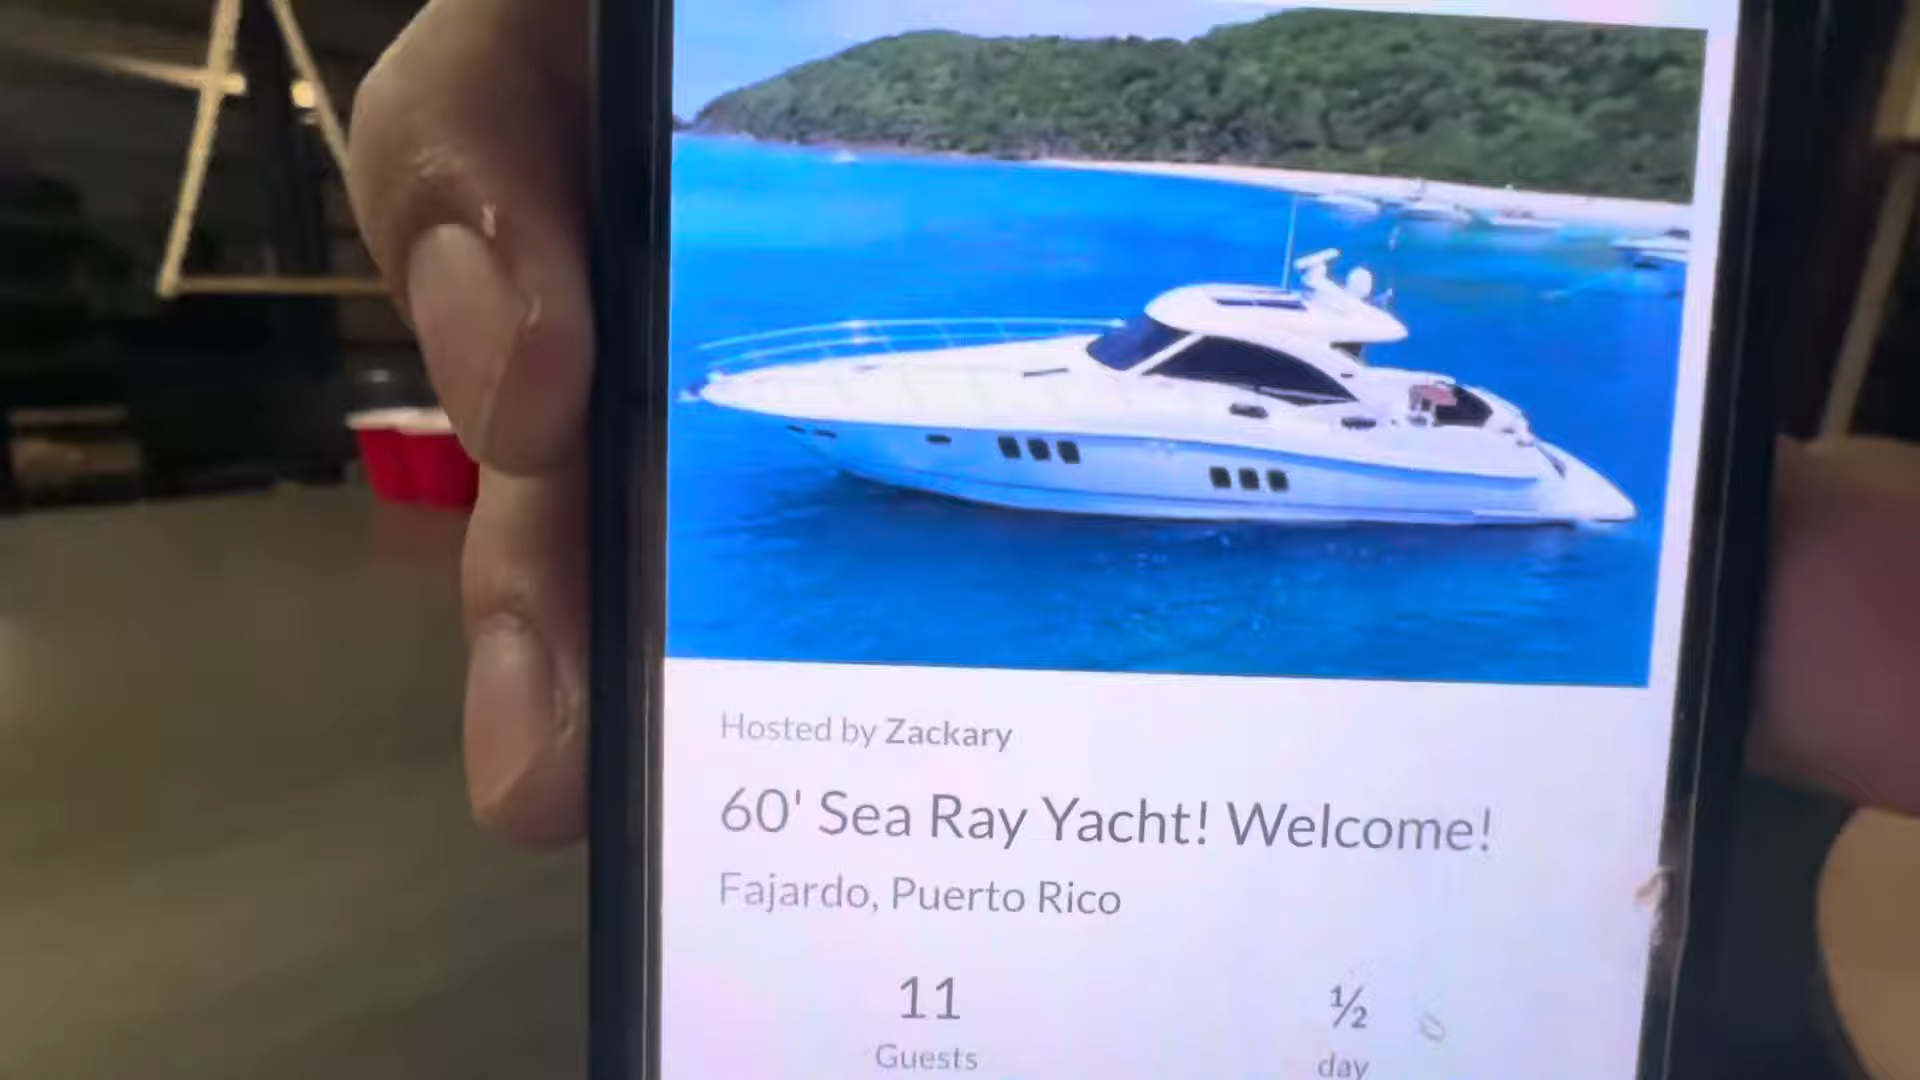 Hosted by Zackary
60' Sea Ray Yacht! Welcome!
Fajardo, Puerto Rico
11
½
Guests
day